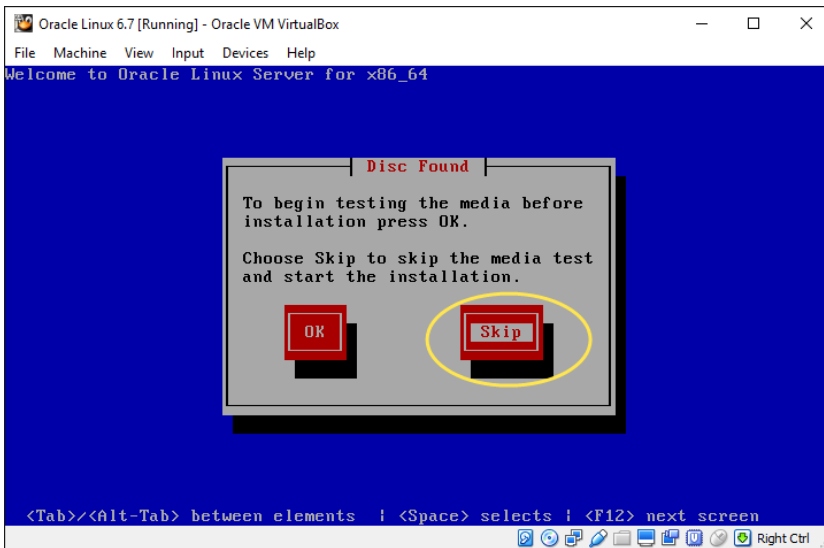 Oracle Linux 6.7 [Running] - Oracle VM VirtualBox
File Machine View Input Devices Help
Welcome to Oracle Linux Server for x86_64
Disc Found
To begin testing the media before
installation press OK.
Choose Skip to skip the media test
and start the installation.
OK Skip
<Tab>/<Alt-Tab> between elements | <Space> selects | <F12> next screen
Right Ctrl